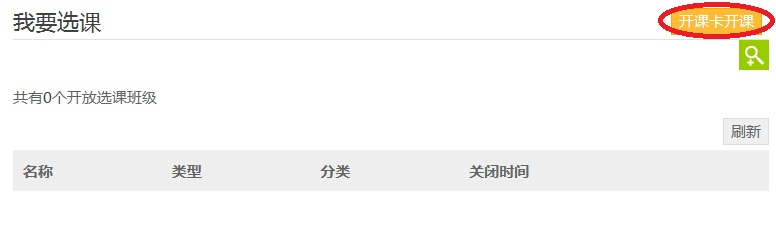 我要选课
开课卡开课
共有0个开放选课班级
刷新
名称 类型 分类 关闭时间